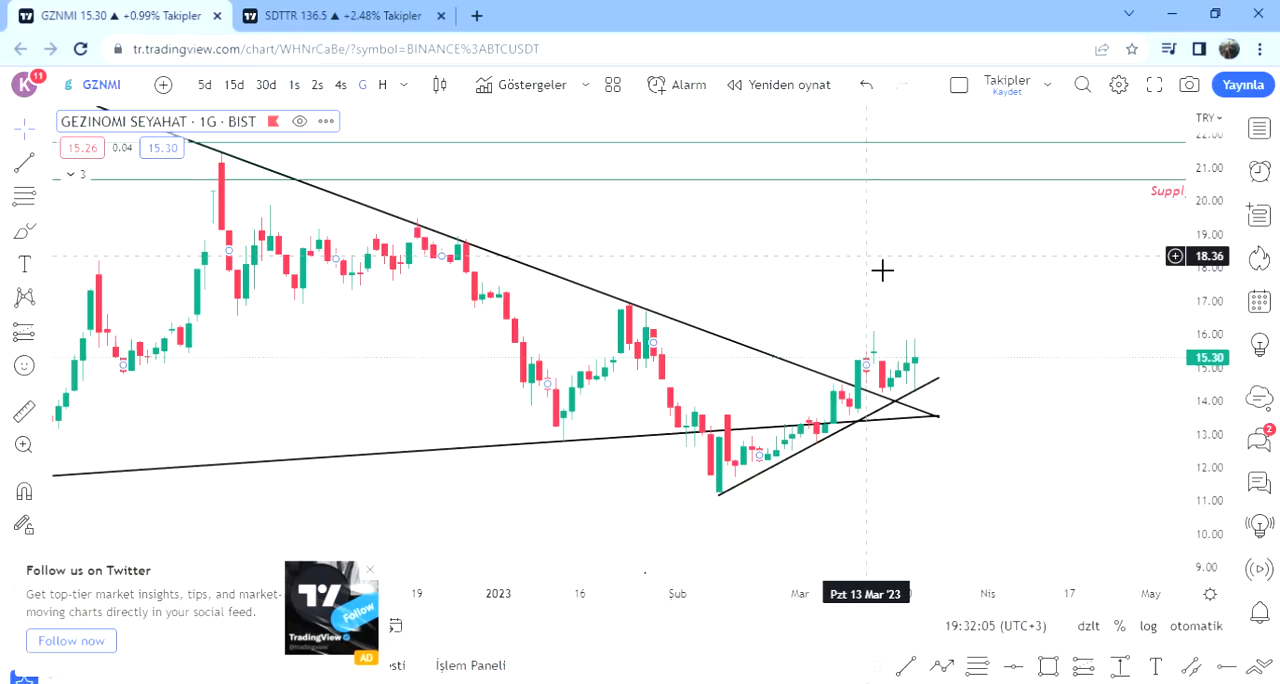 GZNMI 15.30 ▲ +0.99% Takipler
SDTTR 136.5 ▲ +2.48% Takipler
tr.tradingview.com/chart/WHNrCaBe/?symbol=BINANCE%3ABTCUSDT
K 11
GZNMI
5d 15d 30d 1s 2s 4s G H
Göstergeler
Alarm
Yeniden oynat
Takipler
Kaydet
Yayınla
GEZINOMI SEYAHAT · 1G · BIST
TRY
15.26 0.04 15.30
3
22.00
21.00
Suppl
20.00
19.00
18.36
18.00
17.00
16.00
15.30
15.00
14.00
13.00
12.00
11.00
10.00
9.00
2
Follow us on Twitter
Get top-tier market insights, tips, and market-
moving charts directly in your social feed.
Follow now
Follow
TradingView
AD
19 2023 16 Şub Mar Pzt 13 Mar '23 Nis 17 May
19:32:05 (UTC+3) dzlt % log otomatik
esti İşlem Paneli